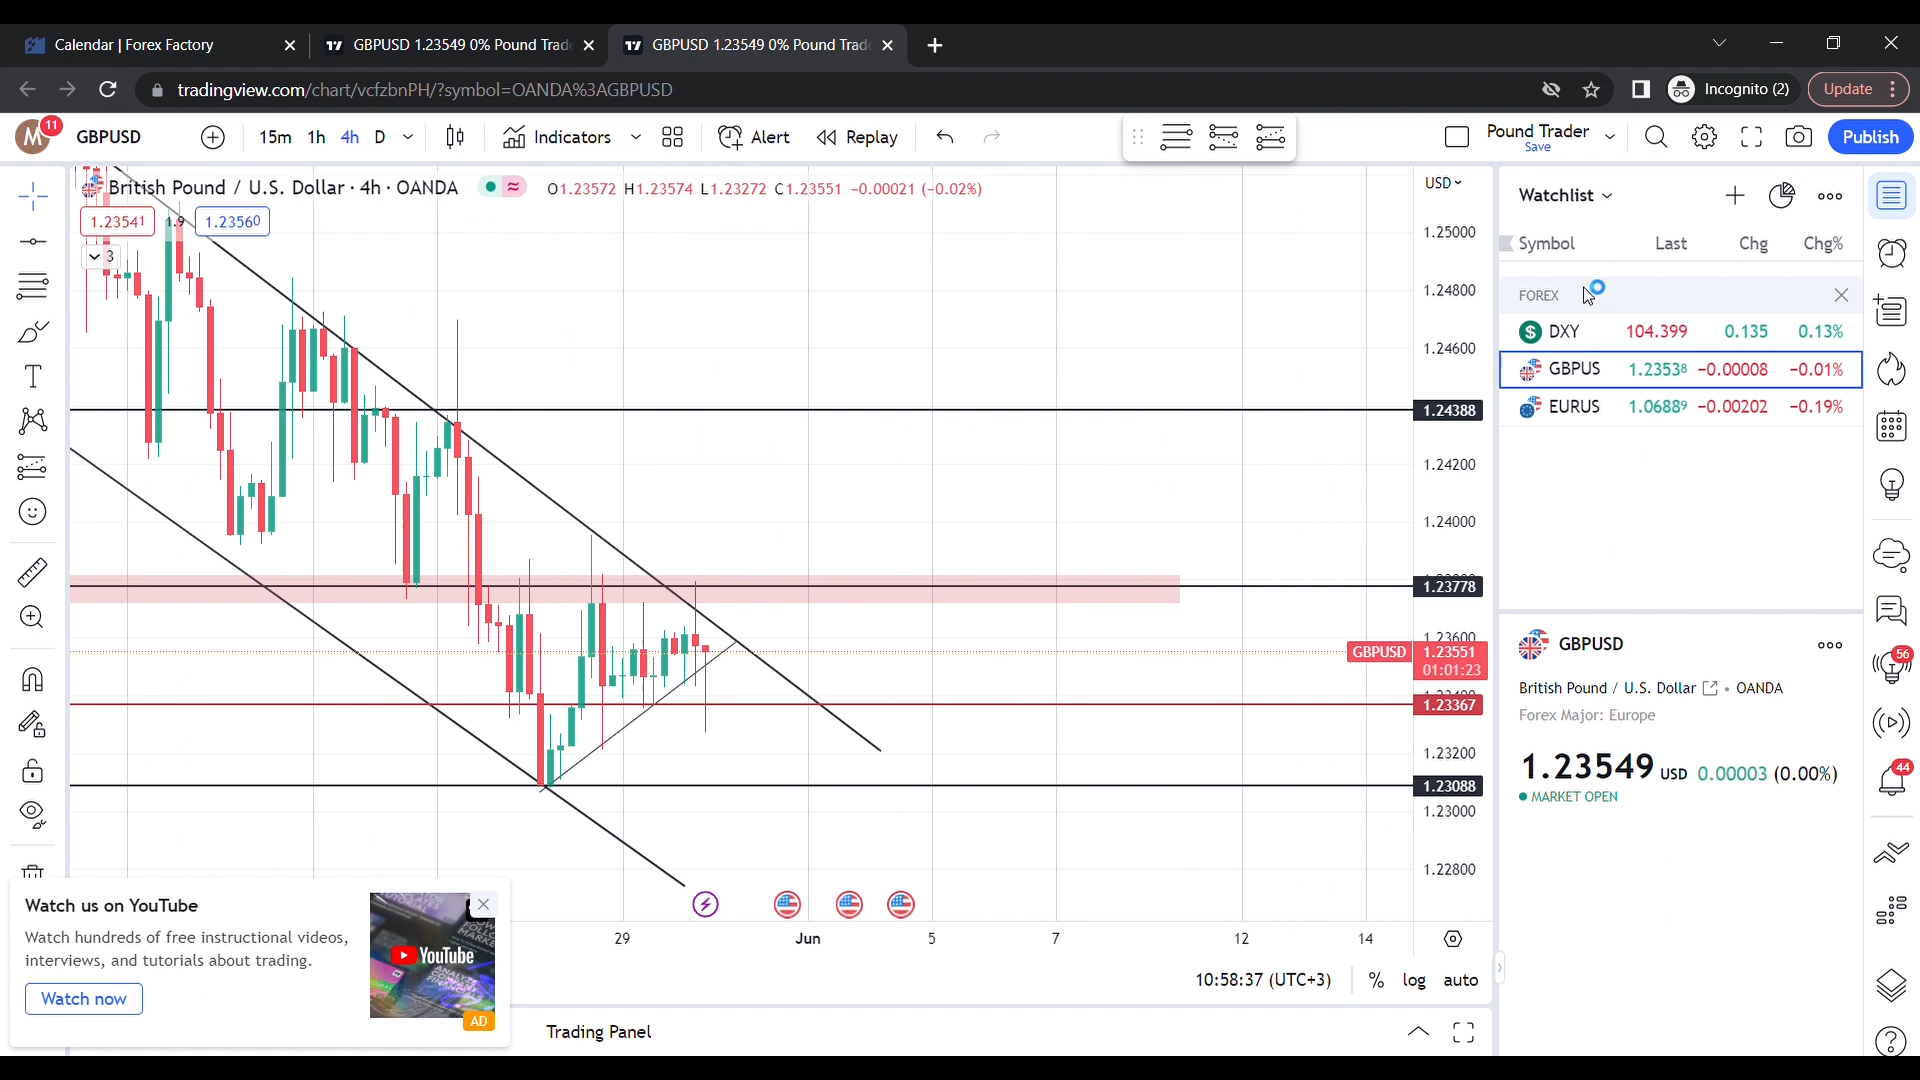 Calendar | Forex Factory
GBPUSD 1.23549 0% Pound Trad
GBPUSD 1.23549 0% Pound Trad
tradingview.com/chart/vcfzbnPH/?symbol=OANDA%3AGBPUSD
Incognito (2)
Update
M
11
GBPUSD
15m 1h 4h D
Indicators
Alert
Replay
Pound Trader
Save
Publish
British Pound / U.S. Dollar · 4h · OANDA
O1.23572 H1.23574 L1.23272 C1.23551 −0.00021 (−0.02%)
1.23541
1.9
1.23560
3
USD
1.25000
1.24800
1.24600
1.24388
1.24200
1.24000
1.23778
1.23600
GBPUSD
1.23551
01:01:23
1.23400
1.23367
1.23200
1.23088
1.23000
1.22800
29
Jun
5
7
12
14
10:58:37 (UTC+3)
%
log
auto
Trading Panel
Watch us on YouTube
Watch hundreds of free instructional videos,
interviews, and tutorials about trading.
Watch now
YouTube
AD
Watchlist
Symbol Last Chg Chg%
FOREX
DXY 104.399 0.135 0.13%
GBPUS 1.23538 −0.00008 −0.01%
EURUS 1.06889 −0.00202 −0.19%
GBPUSD
British Pound / U.S. Dollar • OANDA
Forex Major: Europe
1.23549 USD 0.00003 (0.00%)
MARKET OPEN
56
44